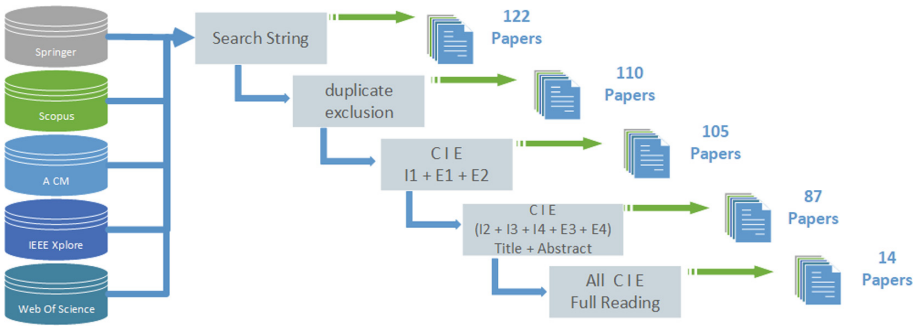 Springer
Scopus
A CM
IEEE Xplore
Web Of Science
Search String
122
Papers
duplicate
exclusion
110
Papers
C I E
I1 + E1 + E2
105
Papers
C I E
(I2 + I3 + I4 + E3 + E4)
Title + Abstract
87
Papers
All C I E
Full Reading
14
Papers